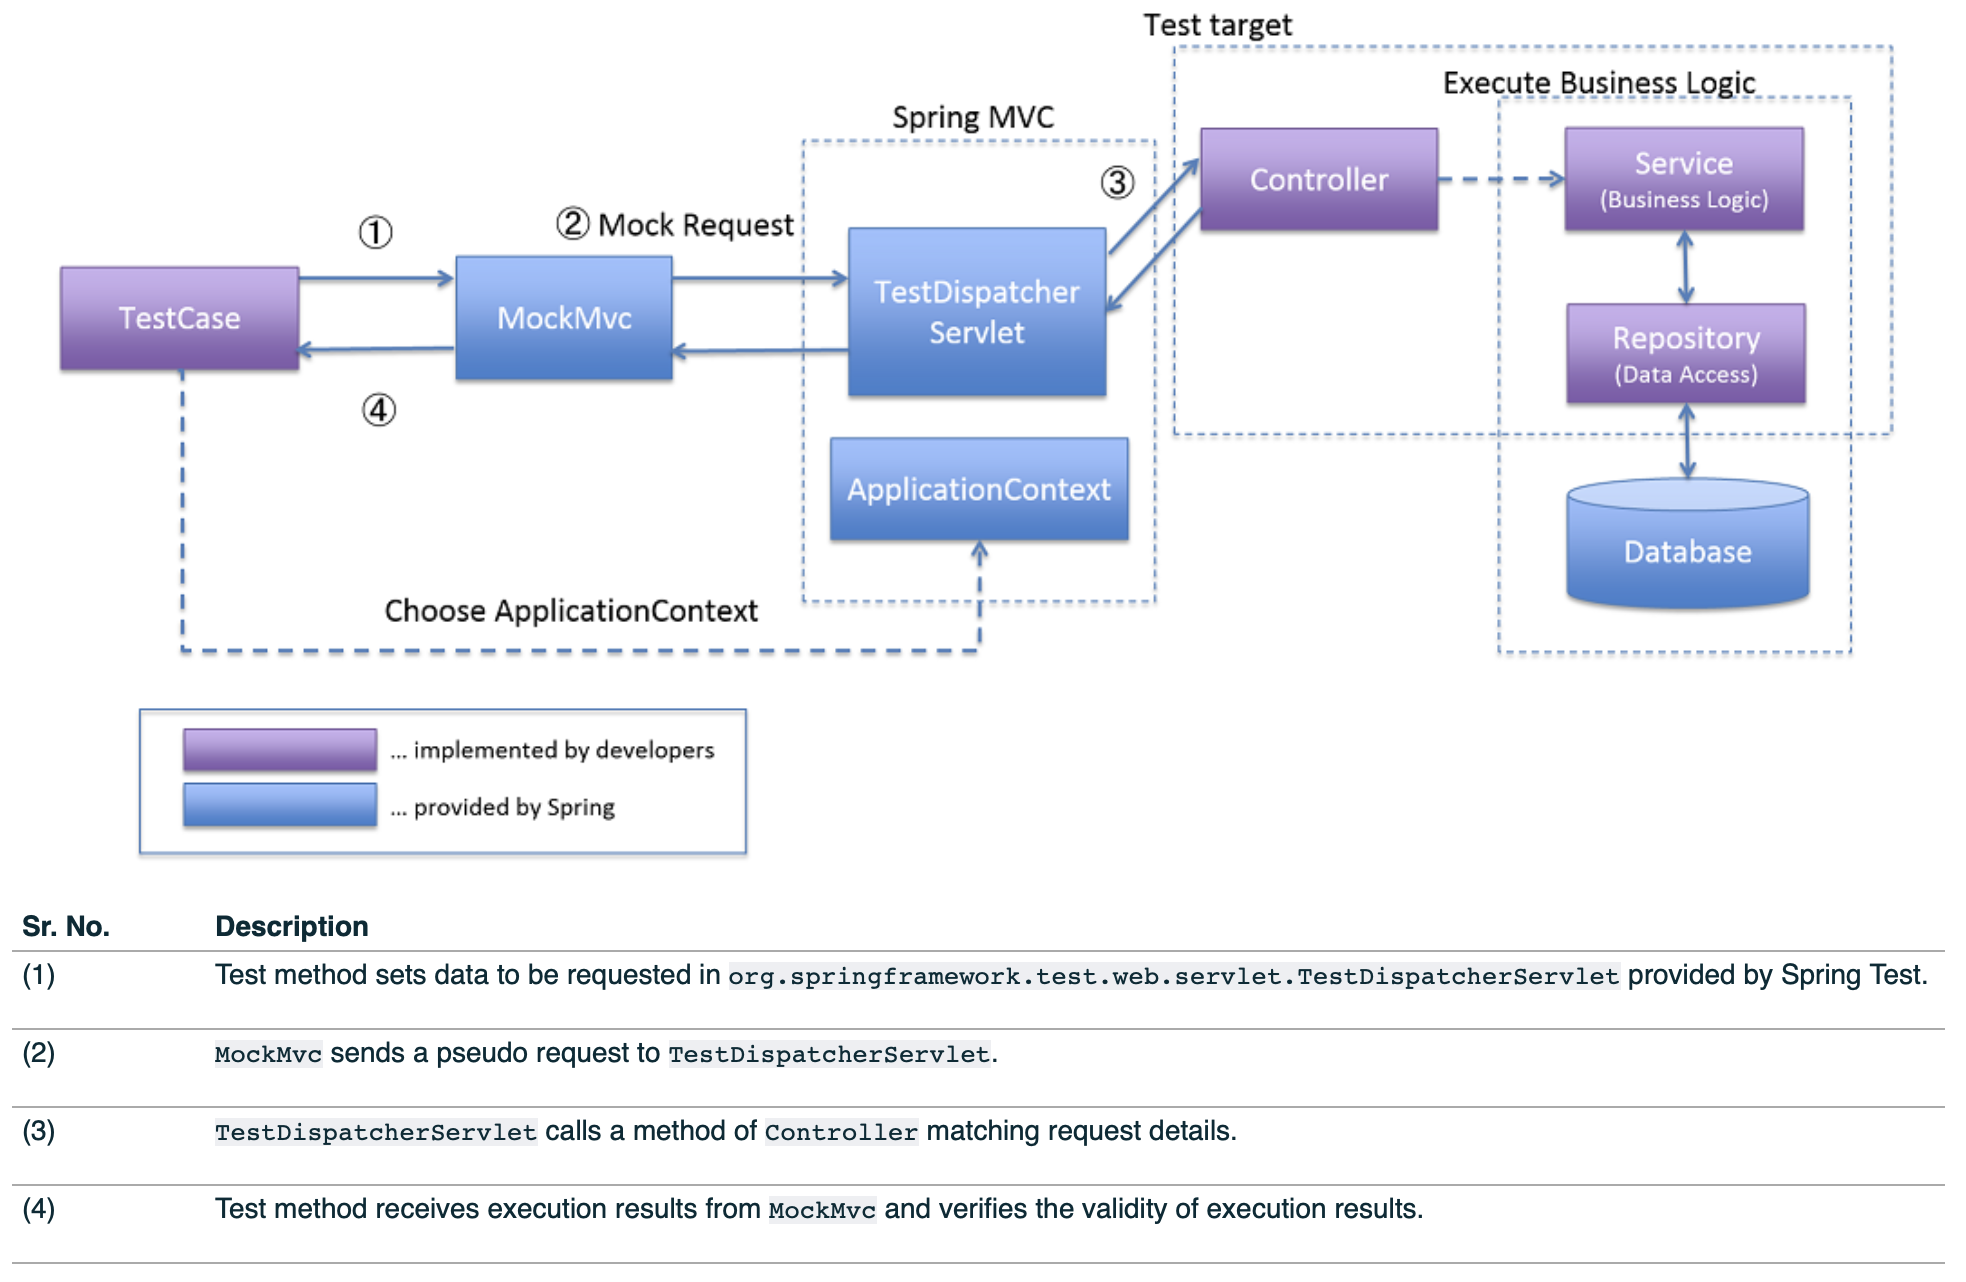 Test target
Execute Business Logic
Spring MVC
Controller
Service
(Business Logic)
③
① 
② Mock Request
TestCase
MockMvc
TestDispatcher
Servlet
Repository
(Data Access)
④
ApplicationContext
Database
Choose ApplicationContext
... implemented by developers
... provided by Spring
Sr. No. Description
(1) Test method sets data to be requested in org.springframework.test.web.servlet.TestDispatcherServlet provided by Spring Test.
(2) MockMvc sends a pseudo request to TestDispatcherServlet.
(3) TestDispatcherServlet calls a method of Controller matching request details.
(4) Test method receives execution results from MockMvc and verifies the validity of execution results.